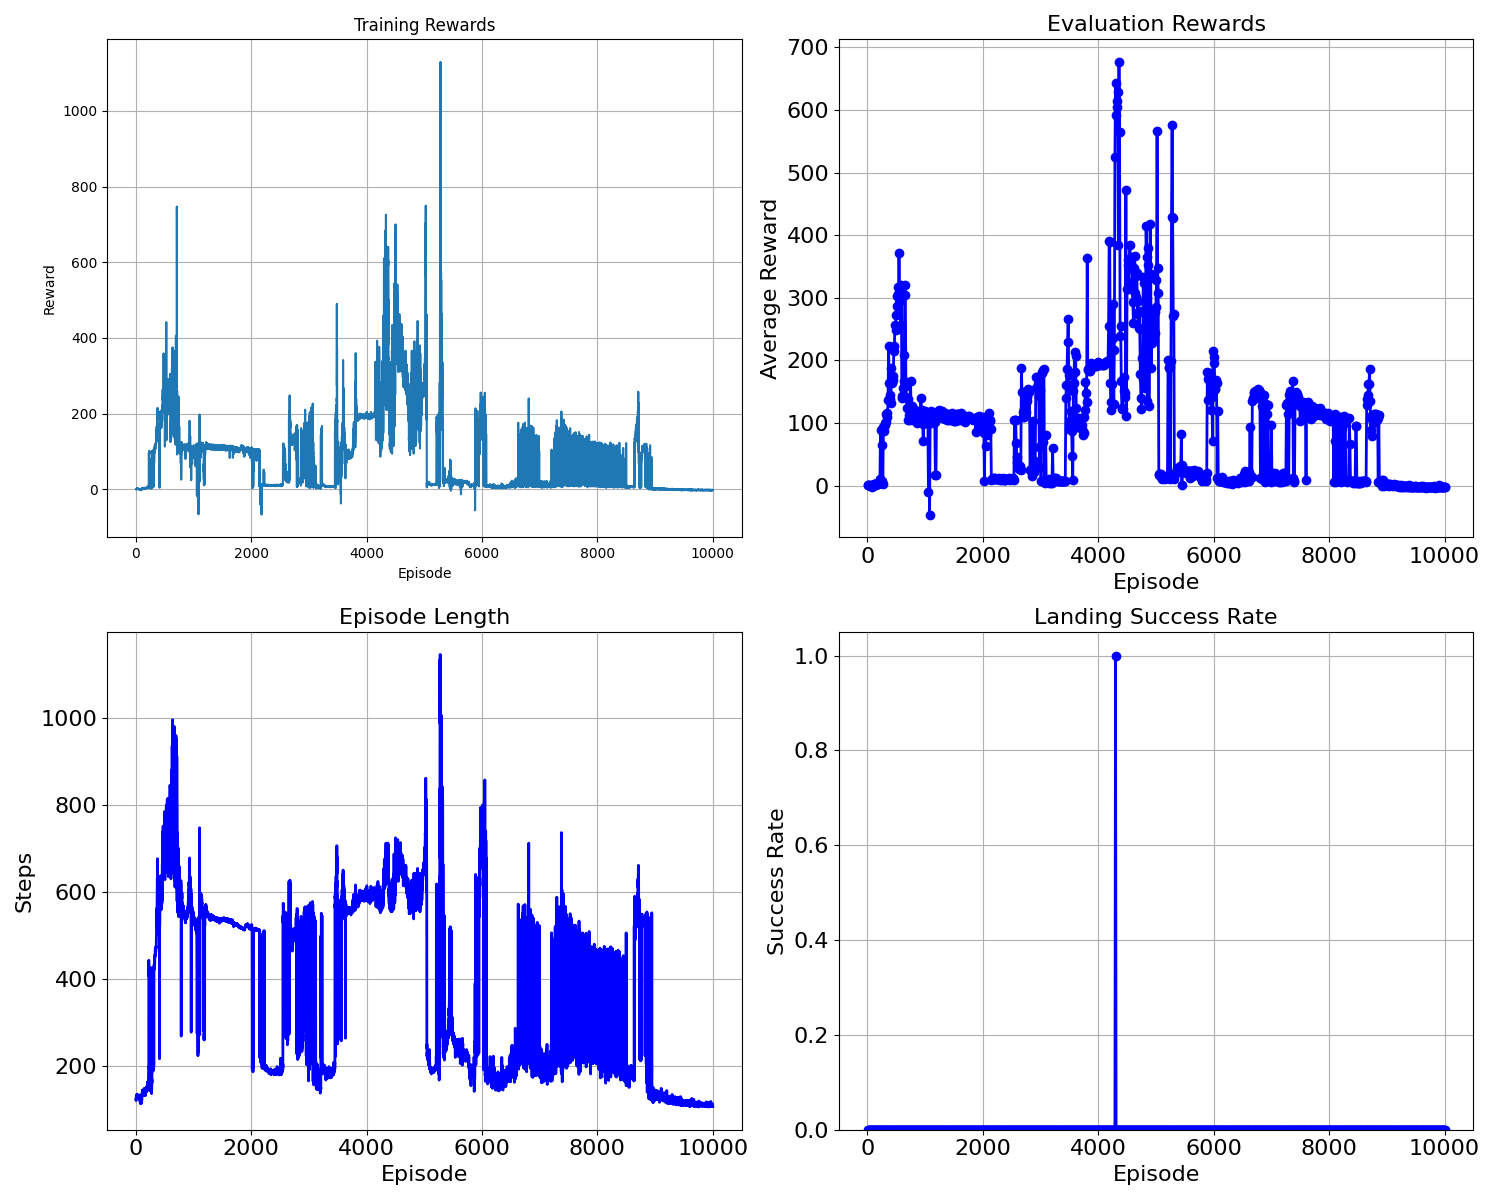 Training Rewards
Reward
1000
800
600
400
200
0
0 2000 4000 6000 8000 10000
Episode
Evaluation Rewards
Average Reward
700
600
500
400
300
200
100
0
0 2000 4000 6000 8000 10000
Episode
Episode Length
Steps
1000
800
600
400
200
0 2000 4000 6000 8000 10000
Episode
Landing Success Rate
Success Rate
1.0
0.8
0.6
0.4
0.2
0.0
0 2000 4000 6000 8000 10000
Episode